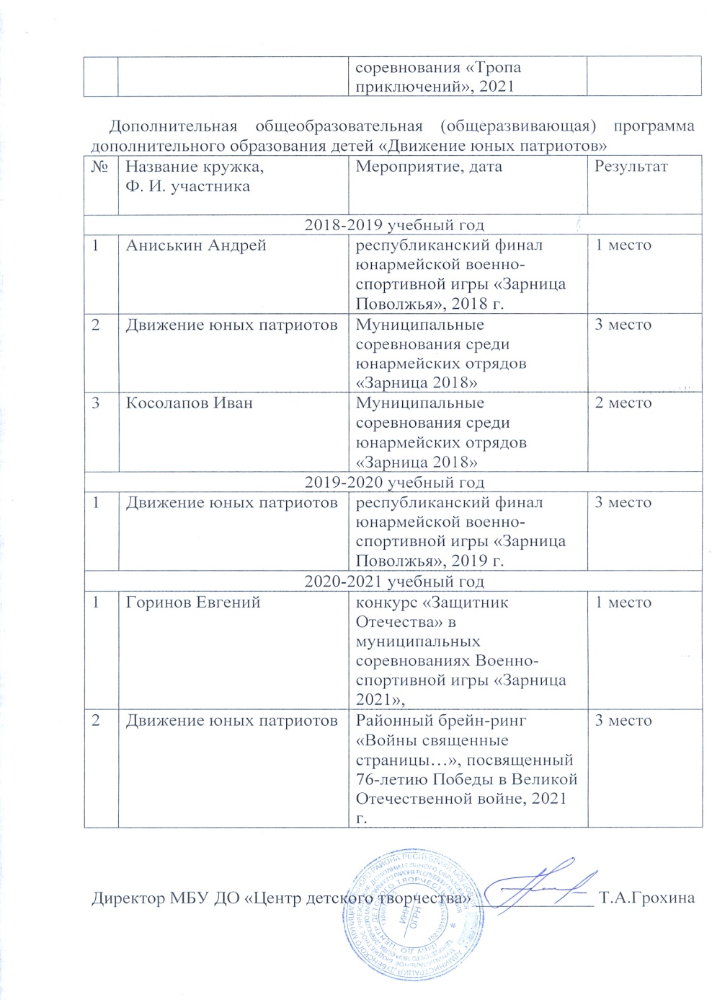 соревнования «Тропа
приключений», 2021
Дополнительная общеобразовательная (общеразвивающая) программа
дополнительного образования детей «Движение юных патриотов»
№ Название кружка, Мероприятие, дата Результат
Ф. И. участника
2018-2019 учебный год
1 Аниськин Андрей республиканский финал 1 место
юнармейской военно-
спортивной игры «Зарница
Поволжья», 2018 г.
2 Движение юных патриотов Муниципальные 3 место
соревнования среди
юнармейских отрядов
«Зарница 2018»
3 Косолапов Иван Муниципальные 2 место
соревнования среди
юнармейских отрядов
«Зарница 2018»
2019-2020 учебный год
1 Движение юных патриотов республиканский финал 3 место
юнармейской военно-
спортивной игры «Зарница
Поволжья», 2019 г.
2020-2021 учебный год
1 Горинов Евгений конкурс «Защитник 1 место
Отечества» в
муниципальных
соревнованиях Военно-
спортивной игры «Зарница
2021»,
2 Движение юных патриотов Районный брейн-ринг 3 место
«Войны священные
страницы…», посвященный
76-летию Победы в Великой
Отечественной войне, 2021
г.
Директор МБУ ДО «Центр детского творчества» Т.А.Грохина
ИНН
ОГРН